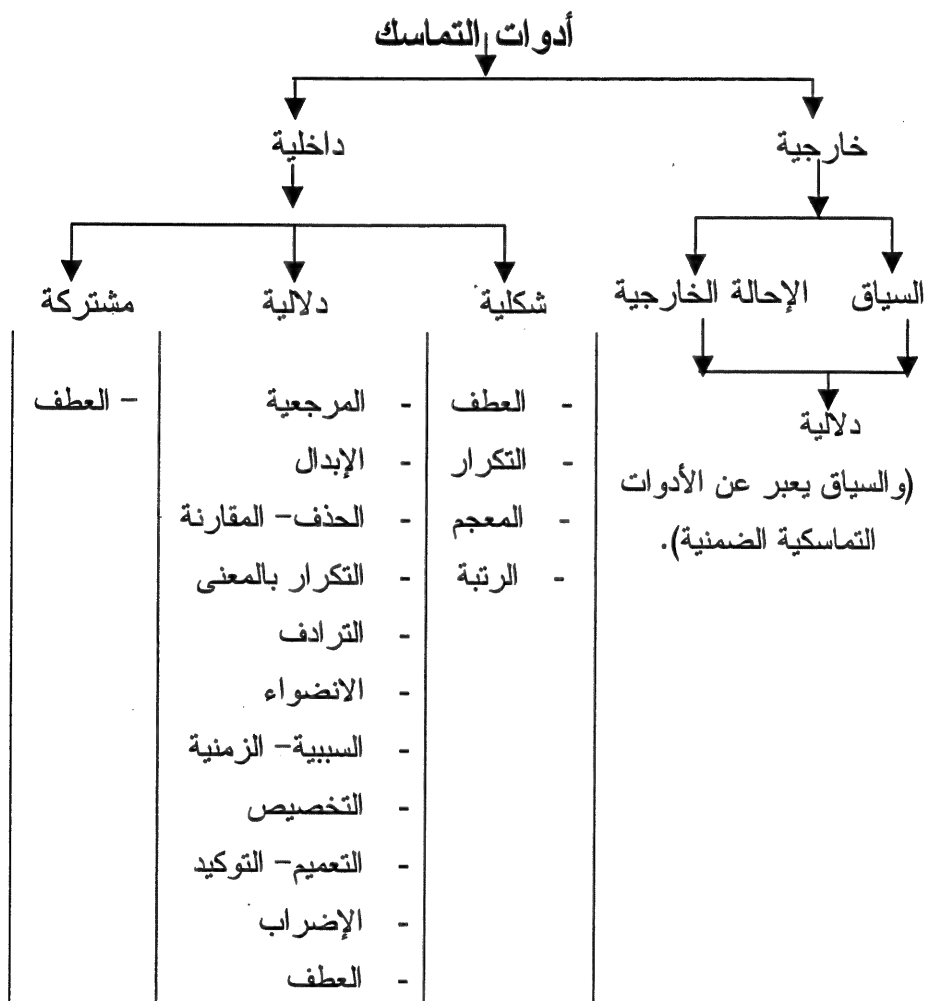 أدوات التماسك
خارجية
داخلية
السياق
الإحالة الخارجية
شكلية
دلالية
مشتركة
دلالية
(والسياق يعبر عن الأدوات
التماسكية الضمنية).
- العطف
- التكرار
- المعجم
- الرتبة
- المرجعية
- الإبدال
- الحذف– المقارنة
- التكرار بالمعنى
- الترادف
- الانضواء
- السببية– الزمنية
- التخصيص
- التعميم– التوكيد
- الإضراب
- العطف
– العطف